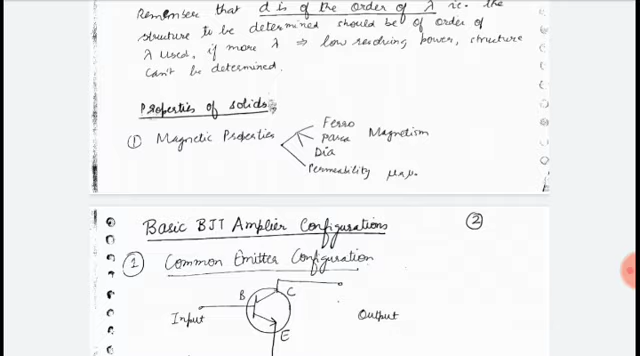 Remember that d is of the order of λ i.e. the
structure to be determined should be of order of
λ used, if more λ ⇒ low resolving power, structure
can't be determined.
Properties of solids
① Magnetic Properties
Ferro
Para Magnetism
Dia
Permeability
Basic BJT Amplier Configurations ②
① Common Emitter Configuration
B C
Input Output
E